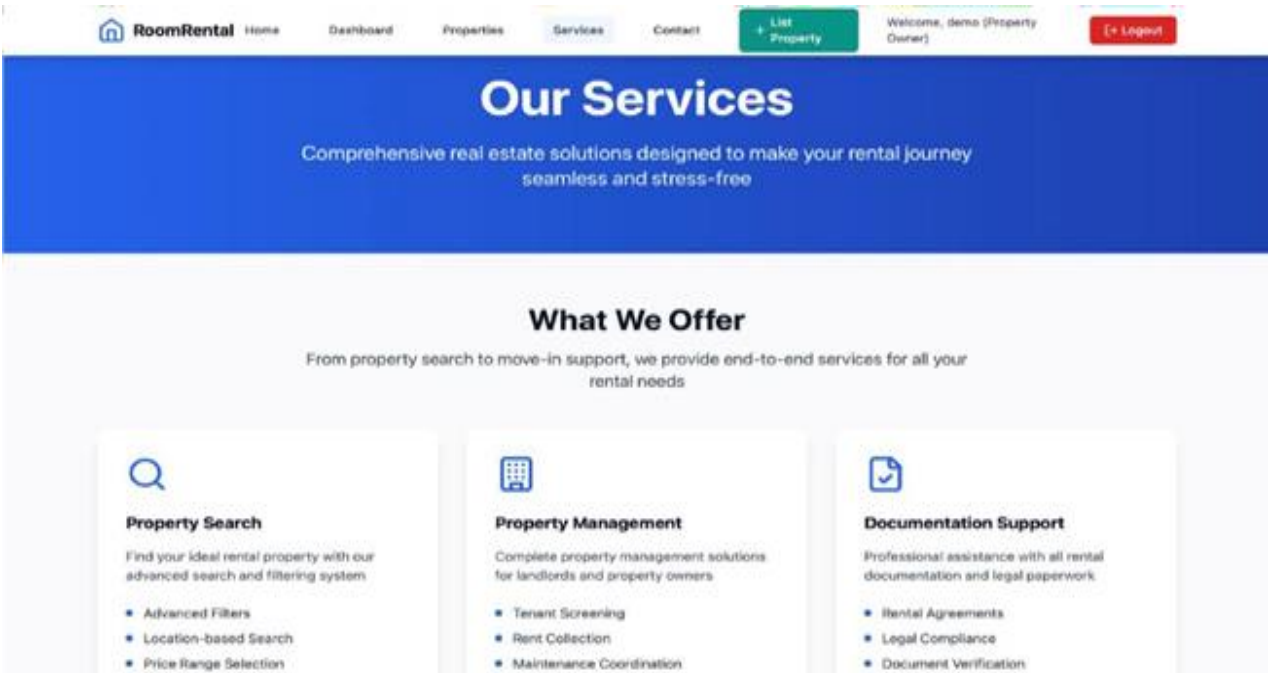 RoomRental Home Dashboard Properties Services Contact + List Property Welcome, demo (Property Owner) Logout
Our Services
Comprehensive real estate solutions designed to make your rental journey
seamless and stress-free
What We Offer
From property search to move-in support, we provide end-to-end services for all your
rental needs
Property Search
Find your ideal rental property with our
advanced search and filtering system
Advanced Filters
Location-based Search
Price Range Selection
Property Management
Complete property management solutions
for landlords and property owners
Tenant Screening
Rent Collection
Maintenance Coordination
Documentation Support
Professional assistance with all rental
documentation and legal paperwork
Rental Agreements
Legal Compliance
Document Verification